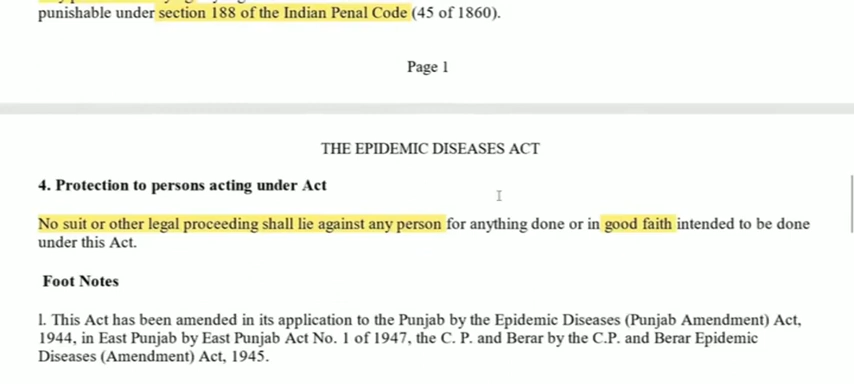 punishable under section 188 of the Indian Penal Code (45 of 1860).
Page 1
THE EPIDEMIC DISEASES ACT
4. Protection to persons acting under Act
No suit or other legal proceeding shall lie against any person for anything done or in good faith intended to be done
under this Act.
Foot Notes
l. This Act has been amended in its application to the Punjab by the Epidemic Diseases (Punjab Amendment) Act,
1944, in East Punjab by East Punjab Act No. 1 of 1947, the C. P. and Berar by the C.P. and Berar Epidemic
Diseases (Amendment) Act, 1945.